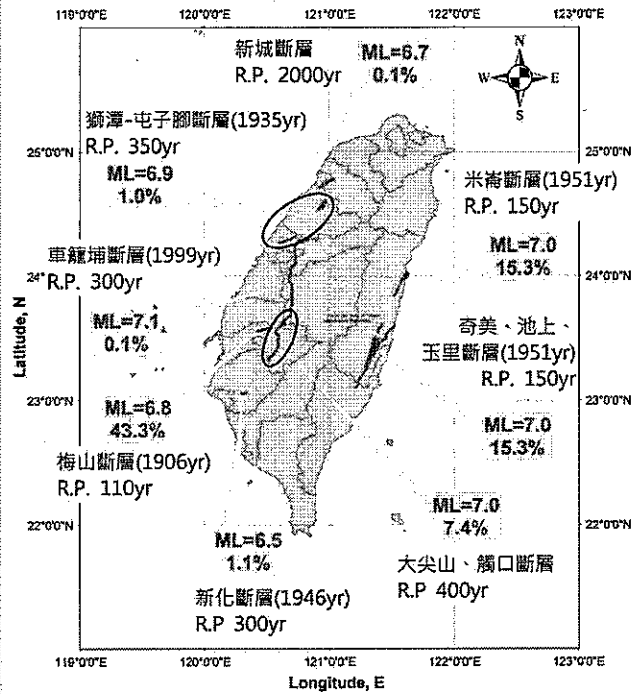 119°0'0"E 120°0'0"E 121°0'0"E 122°0'0"E 123°0'0"E
新城斷層
R.P. 2000yr
ML=6.7
0.1%
N
W E
S
獅潭-屯子腳斷層(1935yr)
R.P. 350yr
ML=6.9
1.0%
25°0'0"N
25°0'0"N
米崙斷層(1951yr)
R.P. 150yr
ML=7.0
15.3%
車籠埔斷層(1999yr)
R.P. 300yr
ML=7.1
0.1%
24°0'0"N
24°0'0"N
奇美、池上、
玉里斷層(1951yr)
R.P. 150yr
ML=7.0
15.3%
Latitude, N
23°0'0"N
23°0'0"N
ML=6.8
43.3%
梅山斷層(1906yr)
R.P. 110yr
22°0'0"N
22°0'0"N
ML=7.0
7.4%
大尖山、觸口斷層
R.P 400yr
ML=6.5
1.1%
新化斷層(1946yr)
R.P 300yr
119°0'0"E 120°0'0"E 121°0'0"E 122°0'0"E 123°0'0"E
Longitude, E